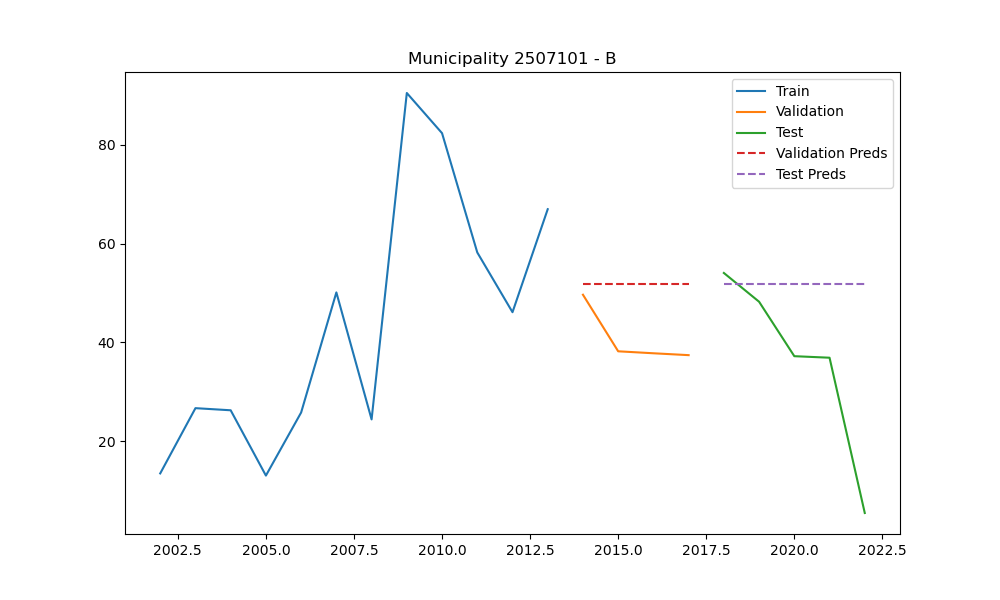 Municipality 2507101 - B
Train
Validation
Test
Validation Preds
Test Preds
80
60
40
20
2002.5 2005.0 2007.5 2010.0 2012.5 2015.0 2017.5 2020.0 2022.5